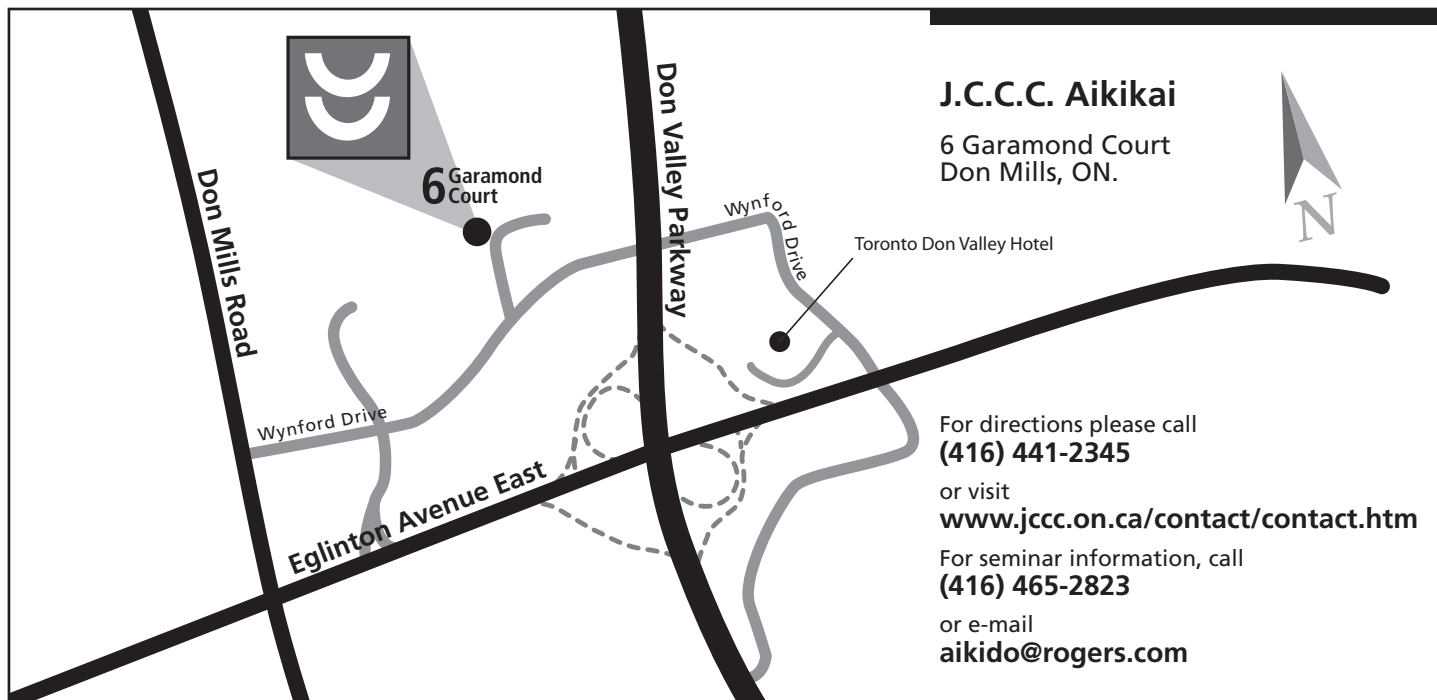 Don Mills Road
6 Garamond
Court
Don Valley Parkway
Wynford Drive
Toronto Don Valley Hotel
Wynford Drive
Eglinton Avenue East
J.C.C.C. Aikikai
6 Garamond Court
Don Mills, ON.
N
For directions please call
(416) 441-2345
or visit
www.jccc.on.ca/contact/contact.htm
For seminar information, call
(416) 465-2823
or e-mail
aikido@rogers.com